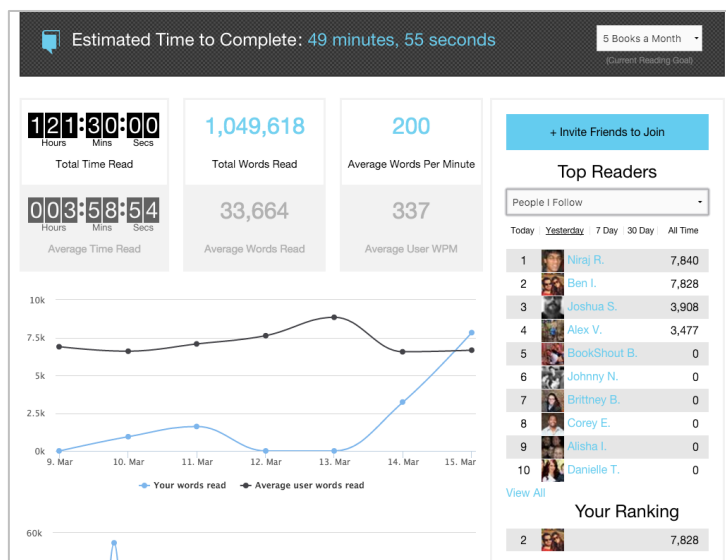 Estimated Time to Complete: 49 minutes, 55 seconds
5 Books a Month
(Current Reading Goal)
121:30:00
Hours Mins Secs
Total Time Read
1,049,618
Total Words Read
200
Average Words Per Minute
003:58:54
Hours Mins Secs
Average Time Read
33,664
Average Words Read
337
Average User WPM
10k
7.5k
5k
2.5k
0k
9. Mar 10. Mar 11. Mar 12. Mar 13. Mar 14. Mar 15. Mar
Your words read Average user words read
60k
+ Invite Friends to Join
Top Readers
People I Follow
Today Yesterday 7 Day 30 Day All Time
1 Niraj R. 7,840
2 Ben I. 7,828
3 Joshua S. 3,908
4 Alex V. 3,477
5 BookShout B. 0
6 Johnny N. 0
7 Brittney B. 0
8 Corey E. 0
9 Alisha I. 0
10 Danielle T. 0
View All
Your Ranking
2 7,828